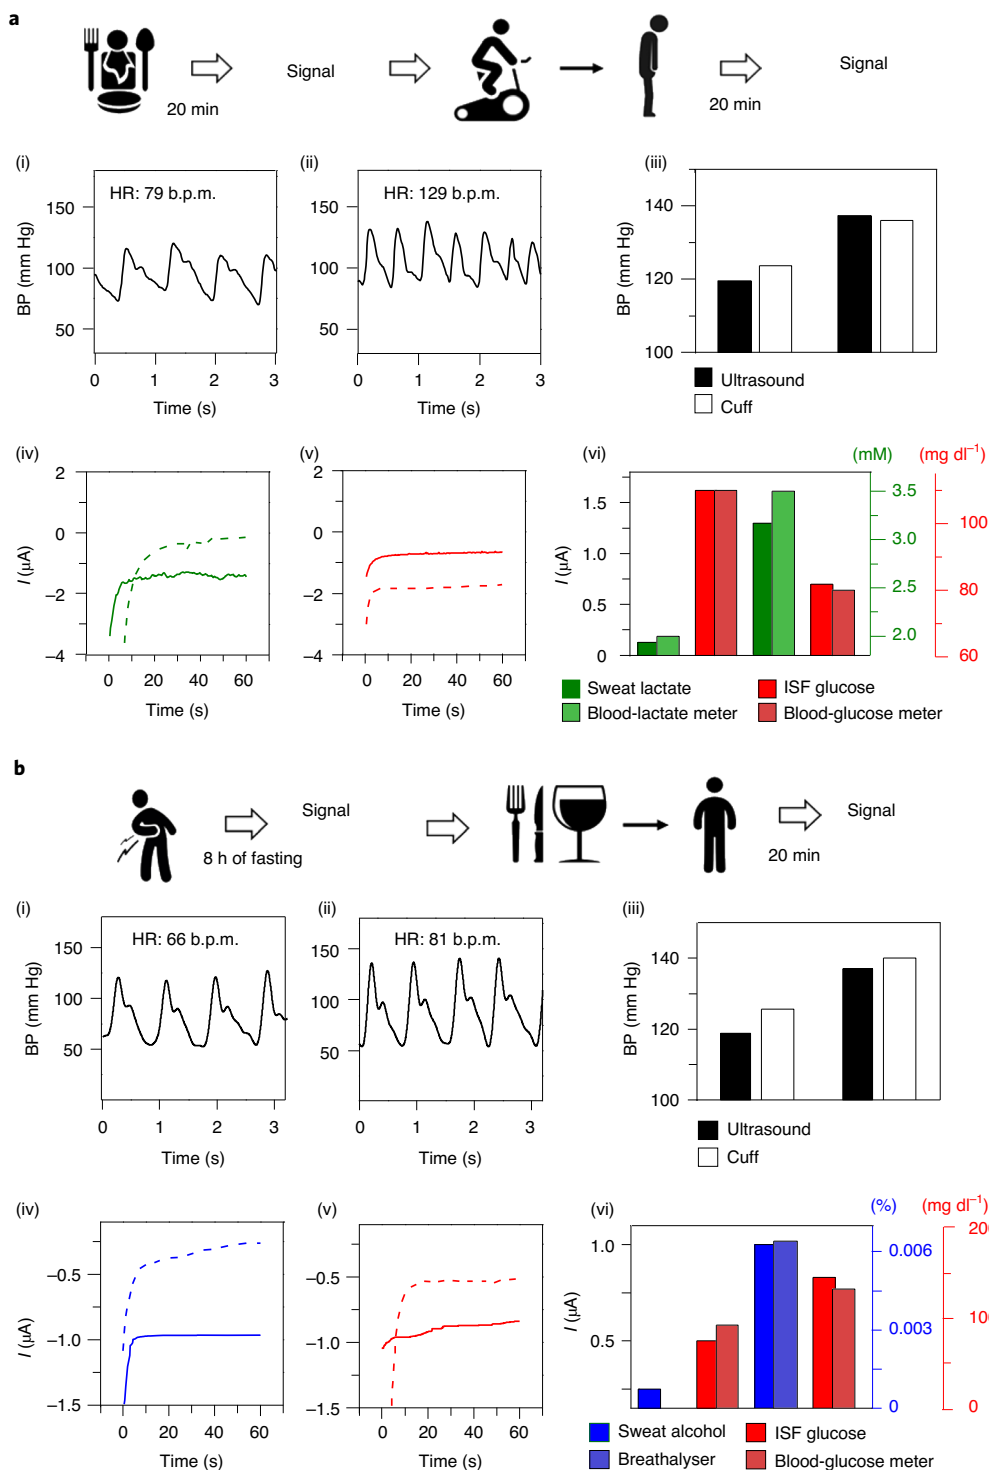 a
Signal
Signal
20 min
20 min
(i)
(ii)
(iii)
HR: 79 b.p.m.
HR: 129 b.p.m.
BP (mm Hg)
150
100
50
0 1 2 3
Time (s)
150
100
50
0 1 2 3
Time (s)
BP (mm Hg)
140
120
100
Ultrasound
Cuff
(iv)
(v)
(vi)
(mM)
(mg dl–1)
I (μA)
2
0
–2
–4
0 20 40 60
Time (s)
2
0
–2
–4
0 20 40 60
Time (s)
I (μA)
1.5
1.0
0.5
0
3.5
3.0
2.5
2.0
100
80
60
Sweat lactate
ISF glucose
Blood-lactate meter
Blood-glucose meter
b
Signal
Signal
8 h of fasting
20 min
(i)
(ii)
(iii)
HR: 66 b.p.m.
HR: 81 b.p.m.
BP (mm Hg)
150
100
50
0 1 2 3
Time (s)
150
100
50
0 1 2 3
Time (s)
BP (mm Hg)
140
120
100
Ultrasound
Cuff
(iv)
(v)
(vi)
(%)
(mg dl–1)
I (μA)
–0.5
–1.0
–1.5
0 20 40 60
Time (s)
–0.5
–1.0
–1.5
0 20 40 60
Time (s)
I (μA)
1.0
0.5
0.006
0.003
0
200
100
0
Sweat alcohol
ISF glucose
Breathalyser
Blood-glucose meter